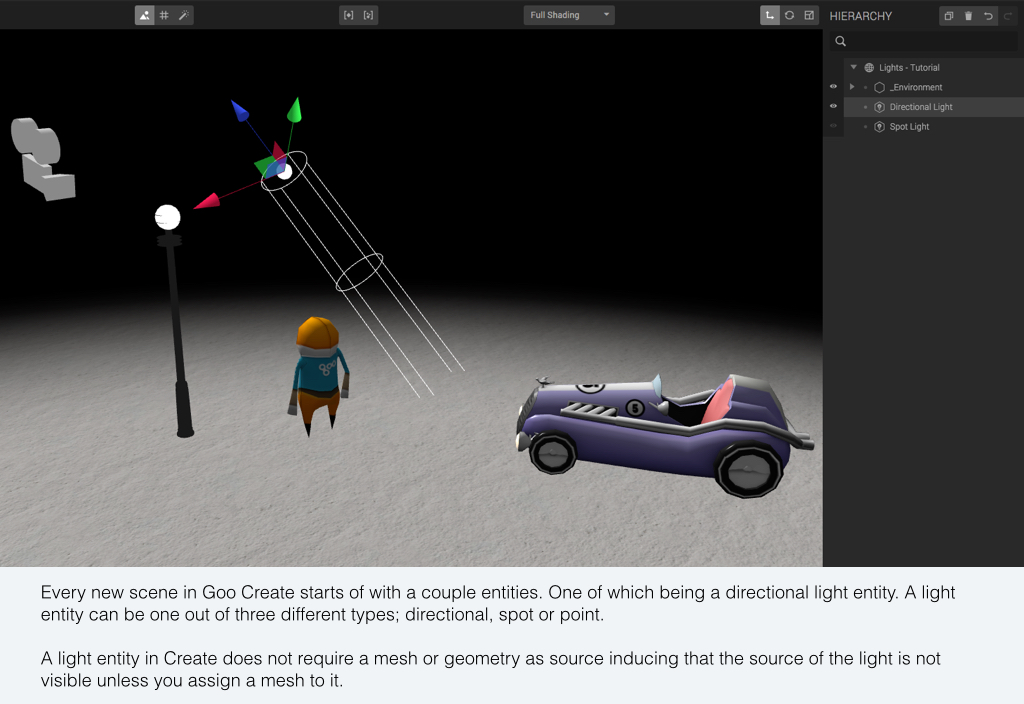 Full Shading
HIERARCHY
Lights - Tutorial
_Environment
Directional Light
Spot Light
goo
5
Every new scene in Goo Create starts of with a couple entities. One of which being a directional light entity. A light
entity can be one out of three different types; directional, spot or point.
A light entity in Create does not require a mesh or geometry as source inducing that the source of the light is not
visible unless you assign a mesh to it.